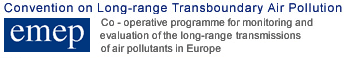 Convention on Long-range Transboundary Air Pollution
emep
Co - operative programme for monitoring and
evaluation of the long-range transmissions
of air pollutants in Europe